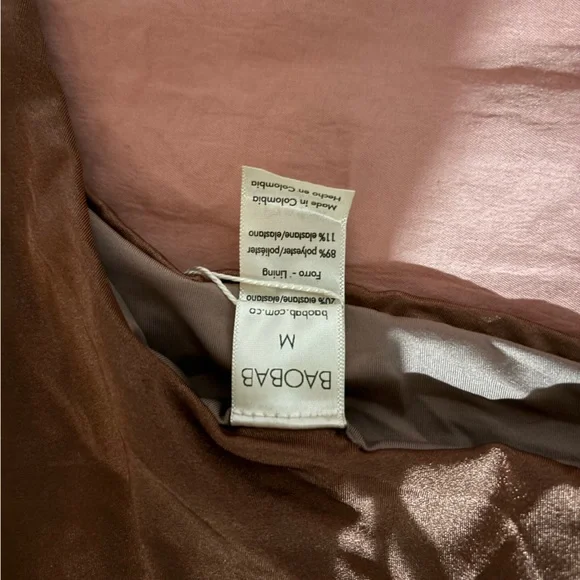 BAOBAB
M
baobab.com.co
20% elastane/elastano
Forro - Lining
89% polyester/poliéster
11% elastane/elastano
Made in Colombia
Hecho en Colombia